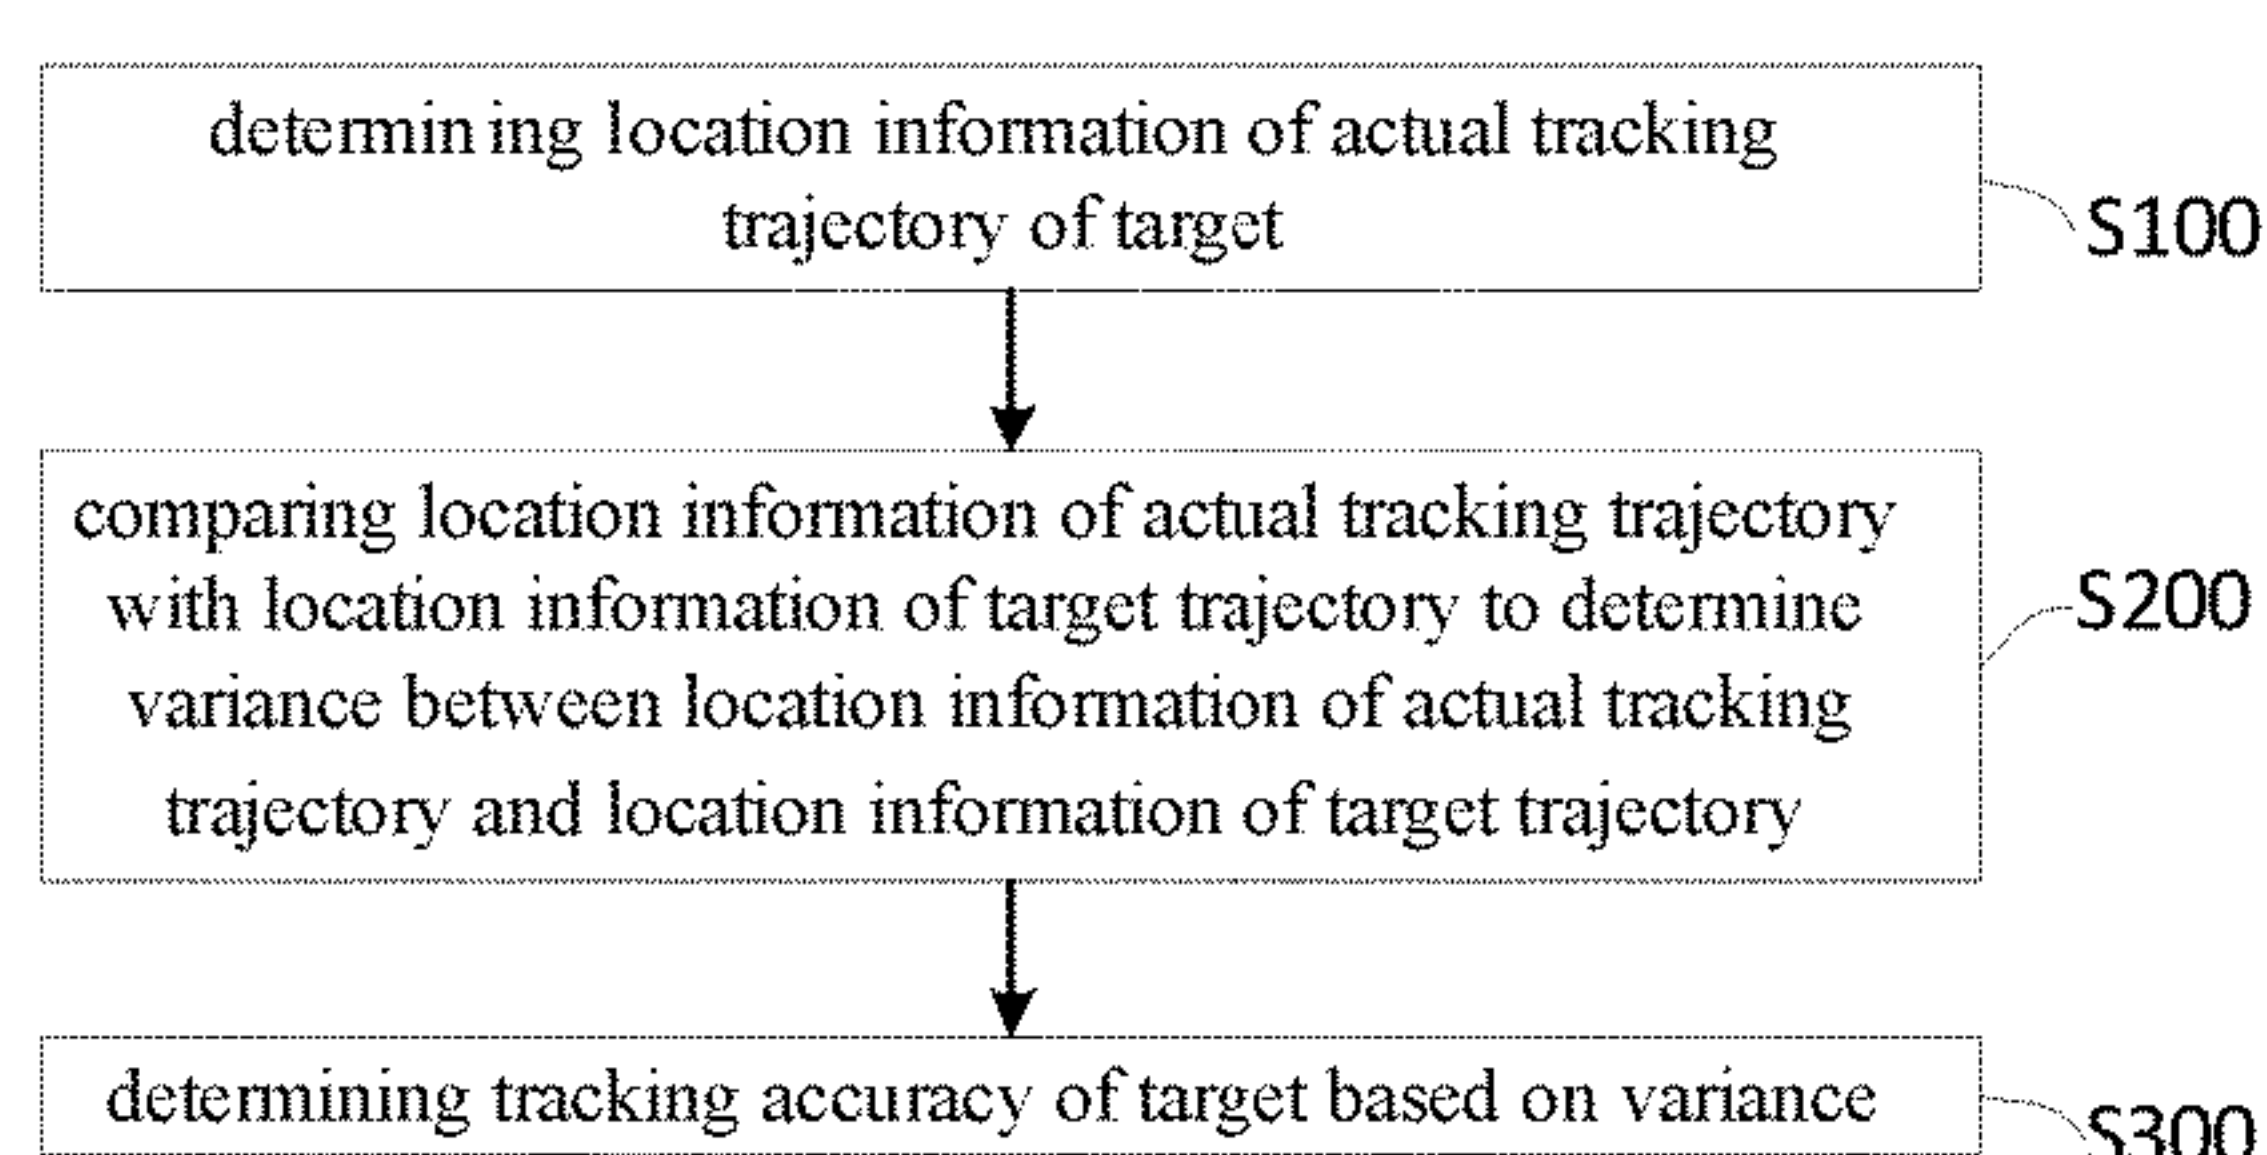 determining location information of actual tracking
trajectory of target
S100
comparing location information of actual tracking trajectory
with location information of target trajectory to determine
S200
variance between location information of actual tracking
trajectory and location information of target trajectory
determining tracking accuracy of target based on variance
S300